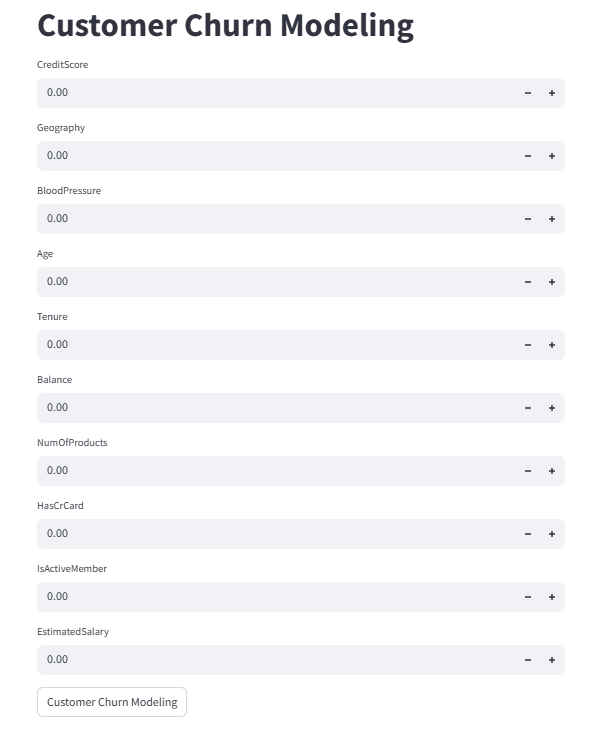 Customer Churn Modeling
CreditScore
0.00
Geography
0.00
BloodPressure
0.00
Age
0.00
Tenure
0.00
Balance
0.00
NumOfProducts
0.00
HasCrCard
0.00
IsActiveMember
0.00
EstimatedSalary
0.00
Customer Churn Modeling